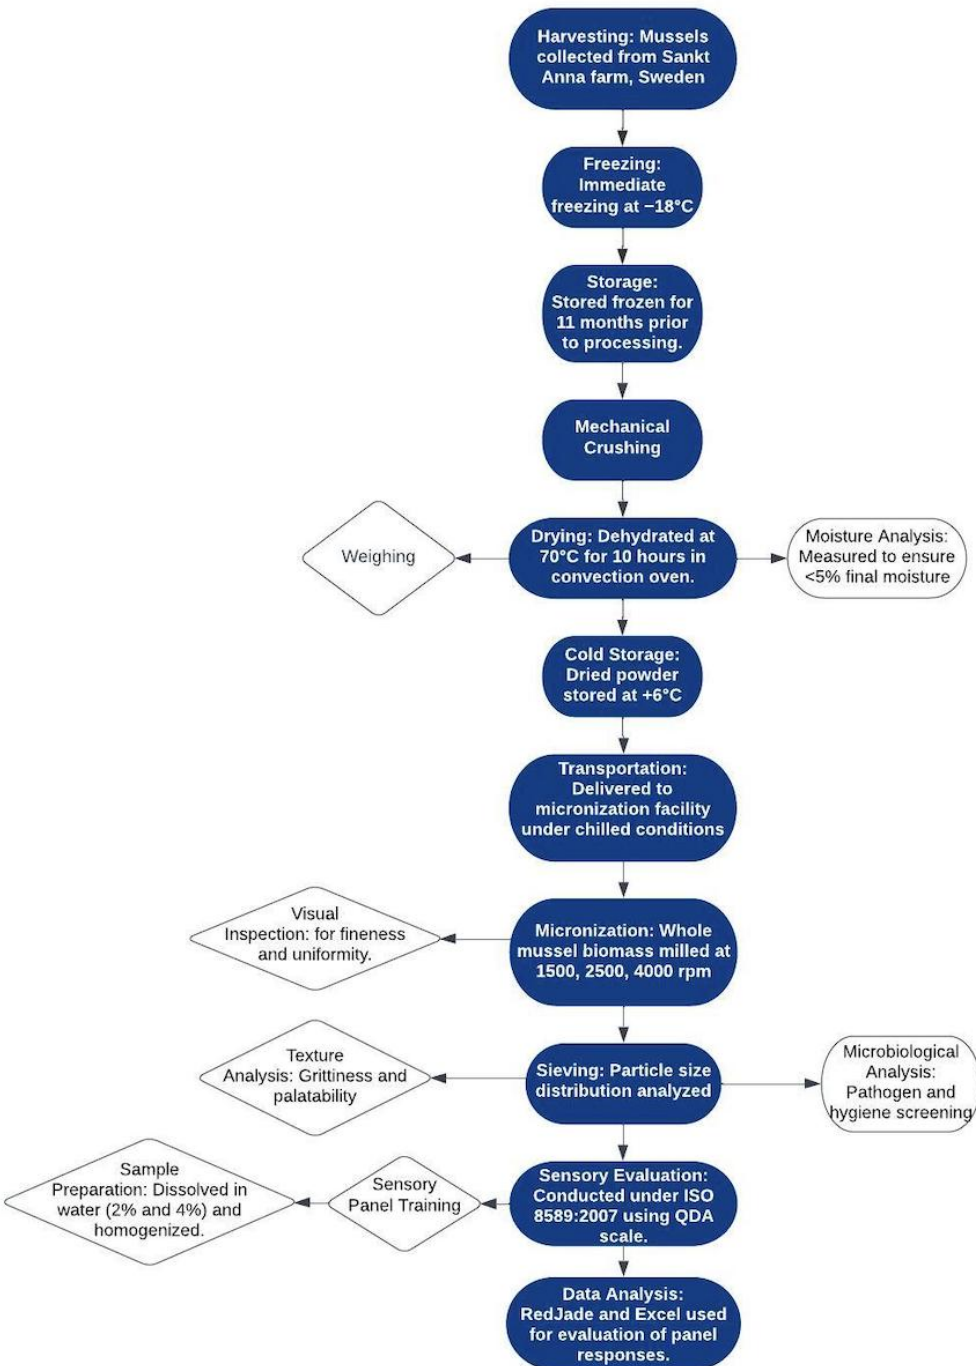 Harvesting: Mussels
collected from Sankt
Anna farm, Sweden
Freezing:
Immediate
freezing at −18°C
Storage:
Stored frozen for
11 months prior
to processing.
Mechanical
Crushing
Weighing
Drying: Dehydrated at
70°C for 10 hours in
convection oven.
Moisture Analysis:
Measured to ensure
<5% final moisture
Cold Storage:
Dried powder
stored at +6°C
Transportation:
Delivered to
micronization facility
under chilled conditions
Visual
Inspection: for fineness
and uniformity.
Micronization: Whole
mussel biomass milled at
1500, 2500, 4000 rpm
Texture
Analysis: Grittiness and
palatability
Sieving: Particle size
distribution analyzed
Microbiological
Analysis:
Pathogen and
hygiene screening
Sample
Preparation: Dissolved in
water (2% and 4%) and
homogenized.
Sensory
Panel Training
Sensory Evaluation:
Conducted under ISO
8589:2007 using QDA
scale.
Data Analysis:
RedJade and Excel used
for evaluation of panel
responses.